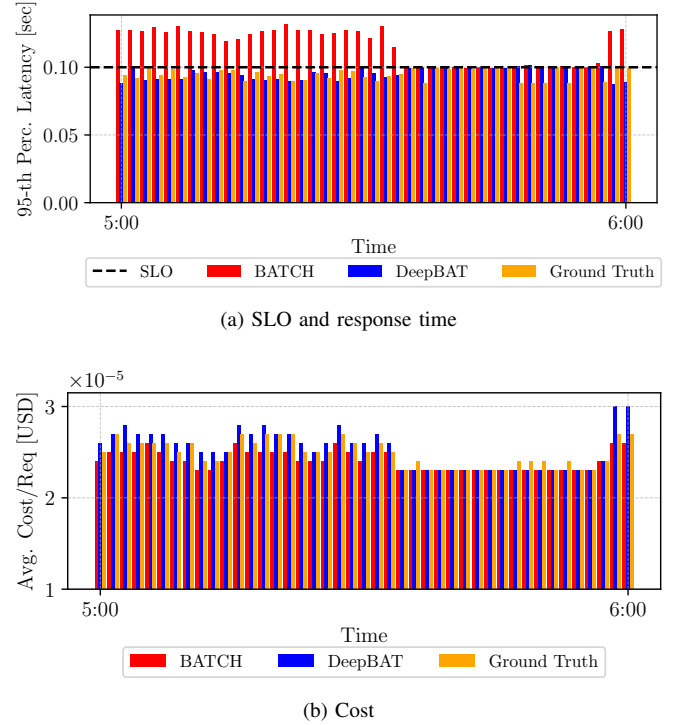 95-th Perc. Latency [sec]
0.10
0.05
0.00
5:00 6:00
Time
SLO BATCH DeepBAT Ground Truth
(a) SLO and response time
×10⁻⁵
Avg. Cost/Req [USD]
3
2
1
5:00 6:00
Time
BATCH DeepBAT Ground Truth
(b) Cost